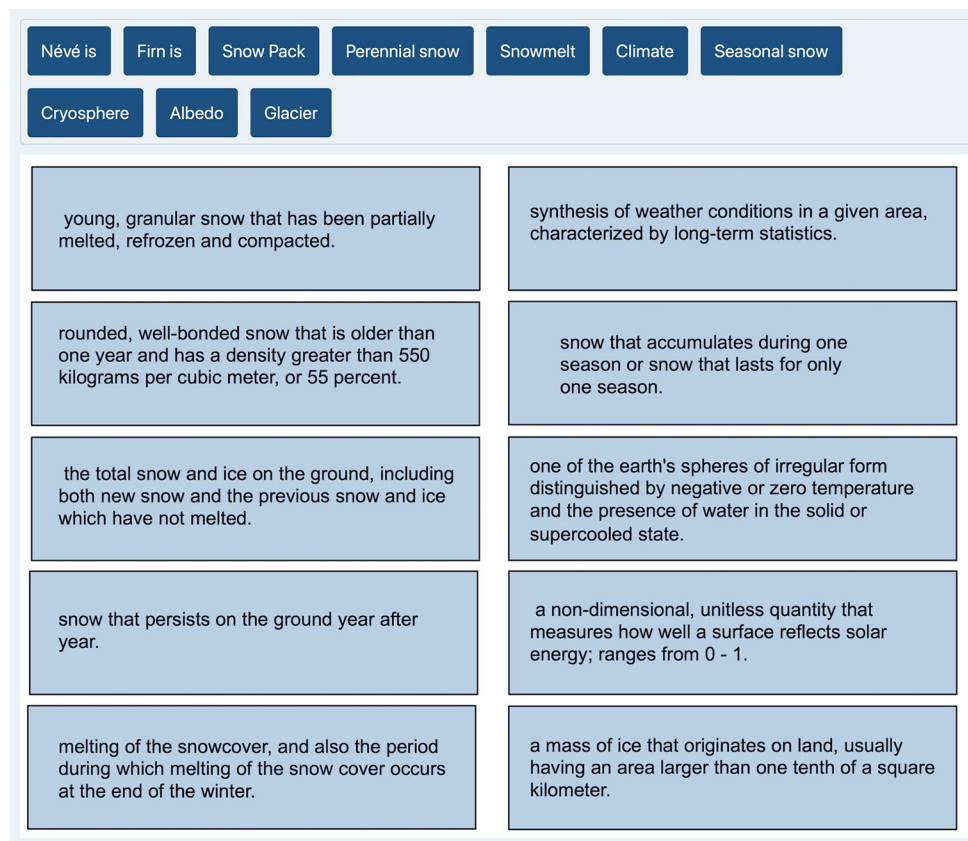 Névé is
Firn is
Snow Pack
Perennial snow
Snowmelt
Climate
Seasonal snow
Cryosphere
Albedo
Glacier
young, granular snow that has been partially
melted, refrozen and compacted.
synthesis of weather conditions in a given area,
characterized by long-term statistics.
rounded, well-bonded snow that is older than
one year and has a density greater than 550
kilograms per cubic meter, or 55 percent.
snow that accumulates during one
season or snow that lasts for only
one season.
the total snow and ice on the ground, including
both new snow and the previous snow and ice
which have not melted.
one of the earth's spheres of irregular form
distinguished by negative or zero temperature
and the presence of water in the solid or
supercooled state.
snow that persists on the ground year after
year.
a non-dimensional, unitless quantity that
measures how well a surface reflects solar
energy; ranges from 0 - 1.
melting of the snowcover, and also the period
during which melting of the snow cover occurs
at the end of the winter.
a mass of ice that originates on land, usually
having an area larger than one tenth of a square
kilometer.